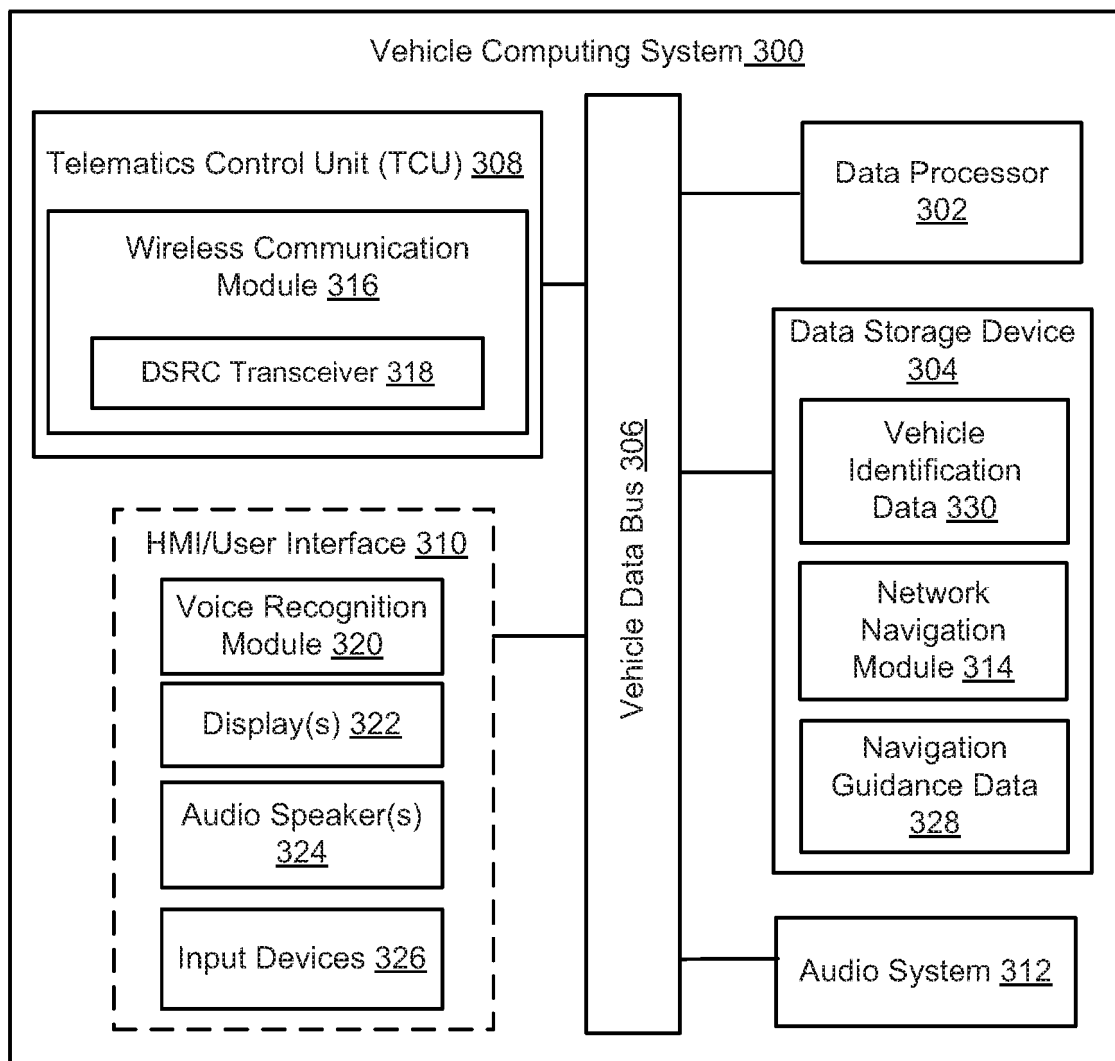 Vehicle Computing System 300
Telematics Control Unit (TCU) 308
Wireless Communication
Module 316
DSRC Transceiver 318
HMI/User Interface 310
Voice Recognition
Module 320
Display(s) 322
Audio Speaker(s)
324
Input Devices 326
Vehicle Data Bus 306
Data Processor
302
Data Storage Device
304
Vehicle
Identification
Data 330
Network
Navigation
Module 314
Navigation
Guidance Data
328
Audio System 312